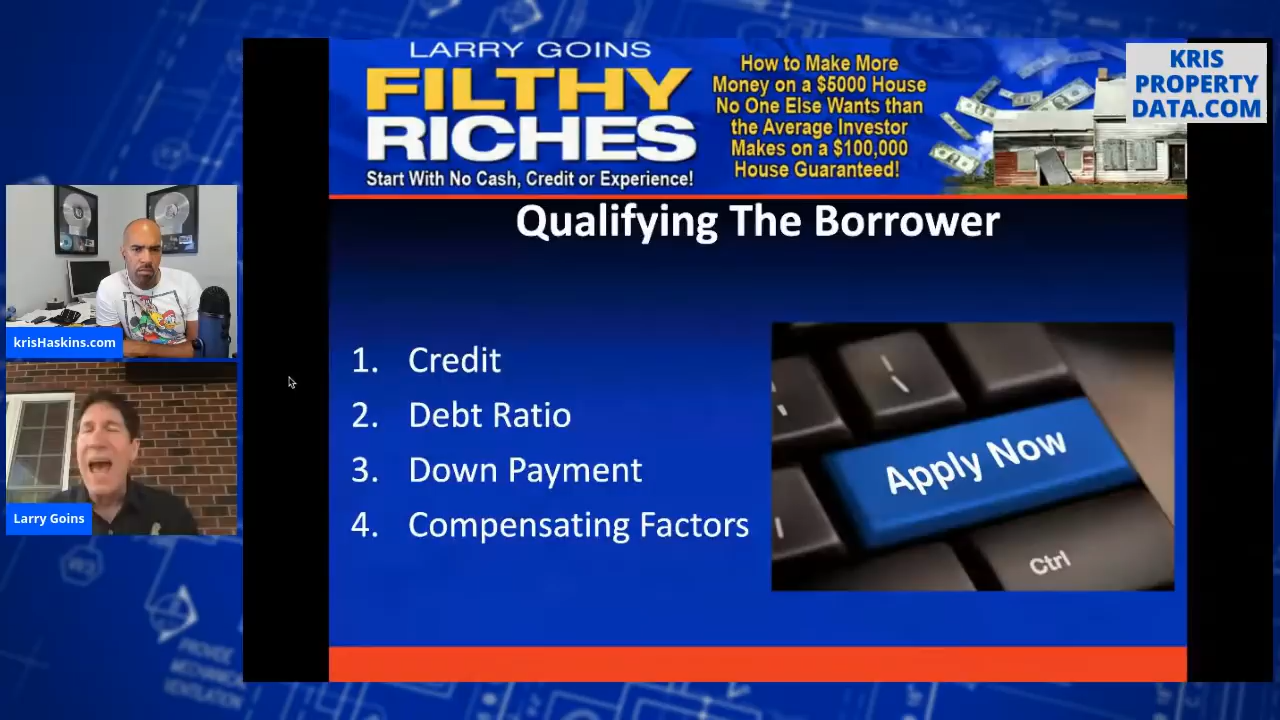 LARRY GOINS
FILTHY
RICHES
Start With No Cash, Credit or Experience!
How to Make More
Money on a $5000 House
No One Else Wants than
the Average Investor
Makes on a $100,000
House Guaranteed!
KRIS
PROPERTY
DATA.COM
Qualifying The Borrower
1. Credit
2. Debt Ratio
3. Down Payment
4. Compensating Factors
Apply Now
Ctrl
krisHaskins.com
Larry Goins
PROVIDE
MECHANICAL
VENTILATION